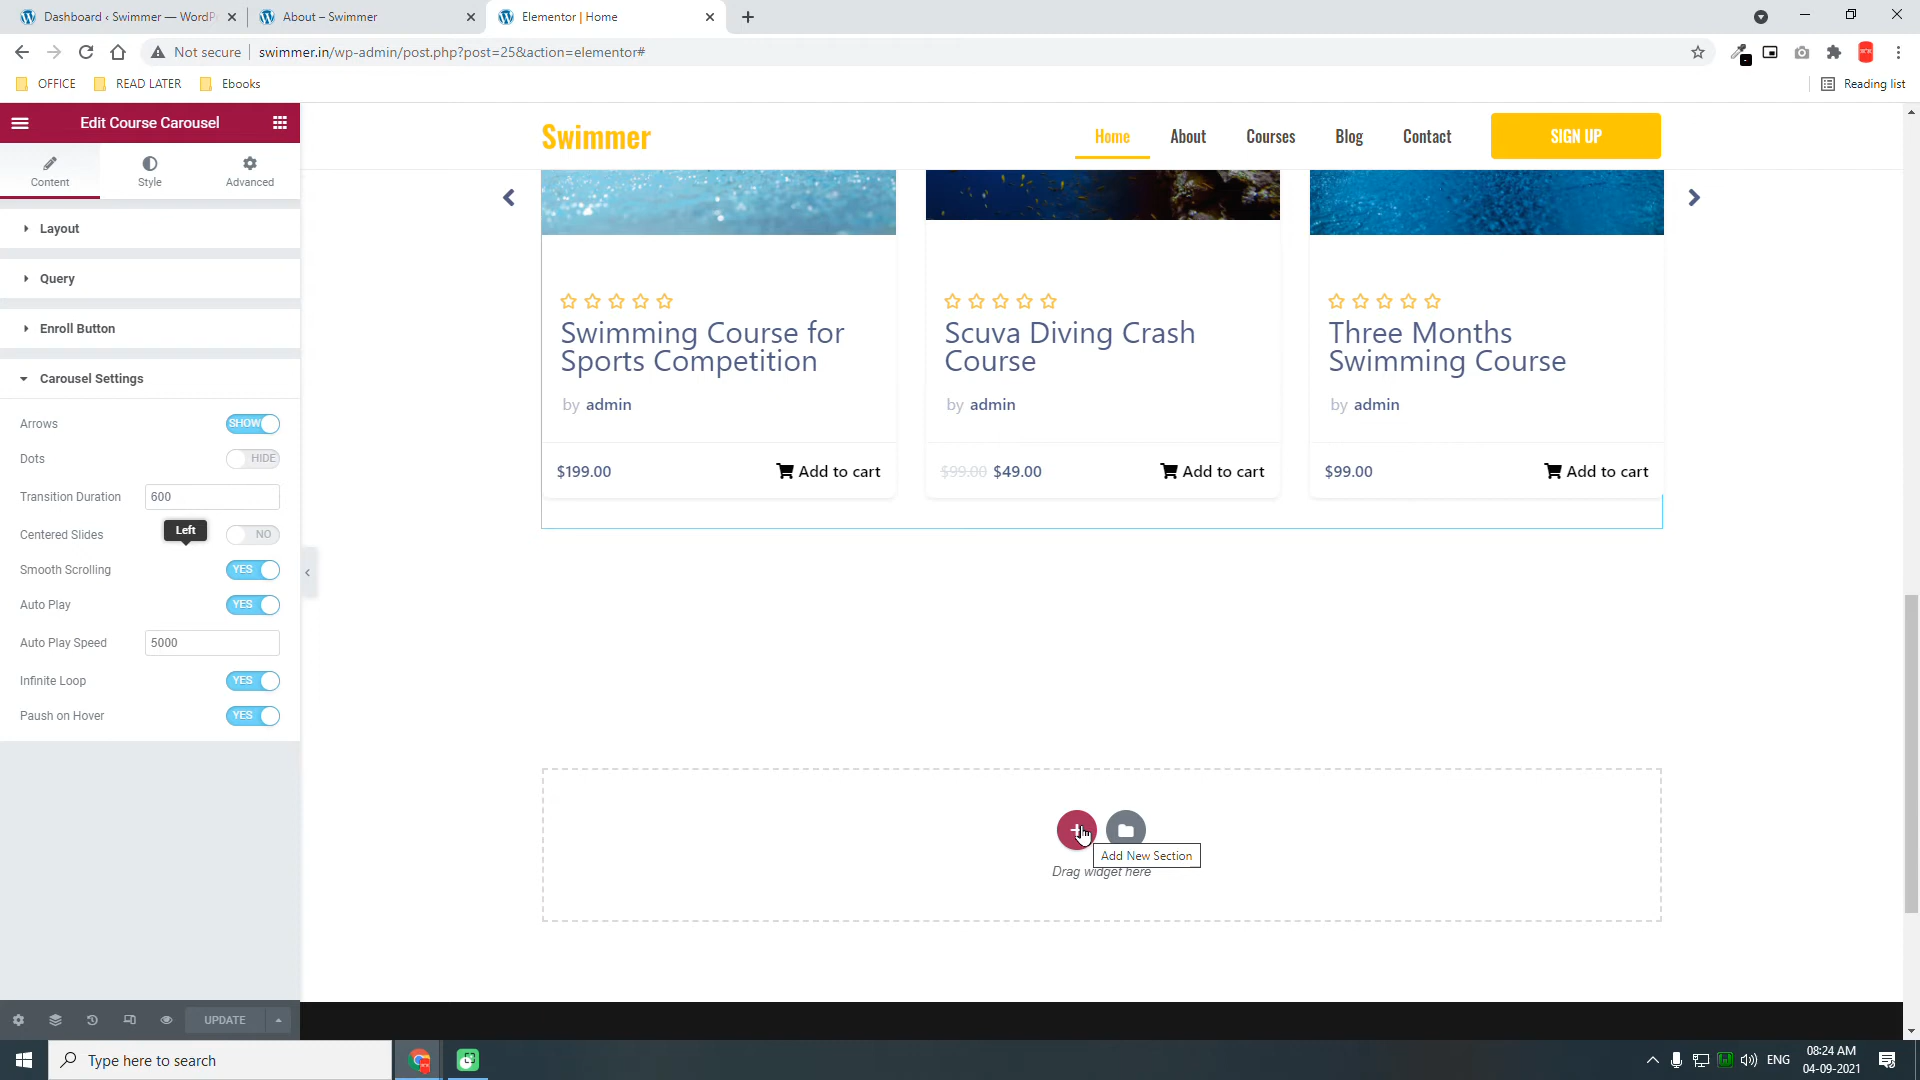 Dashboard ‹ Swimmer — WordP
About – Swimmer
Elementor | Home
Not secure
swimmer.in/wp-admin/post.php?post=25&action=elementor#
OFFICE
READ LATER
Ebooks
Reading list
Edit Course Carousel
Content
Style
Advanced
Layout
Query
Enroll Button
Carousel Settings
Arrows
SHOW
Dots
HIDE
Transition Duration
600
Left
Centered Slides
NO
Smooth Scrolling
YES
Auto Play
YES
Auto Play Speed
5000
Infinite Loop
YES
Paush on Hover
YES
UPDATE
Swimmer
Home
About
Courses
Blog
Contact
SIGN UP
Swimming Course for
Sports Competition
by admin
$199.00
Add to cart
Scuva Diving Crash
Course
by admin
$99.00 $49.00
Add to cart
Three Months
Swimming Course
by admin
$99.00
Add to cart
Add New Section
Drag widget here
Type here to search
ENG
08:24 AM
04-09-2021